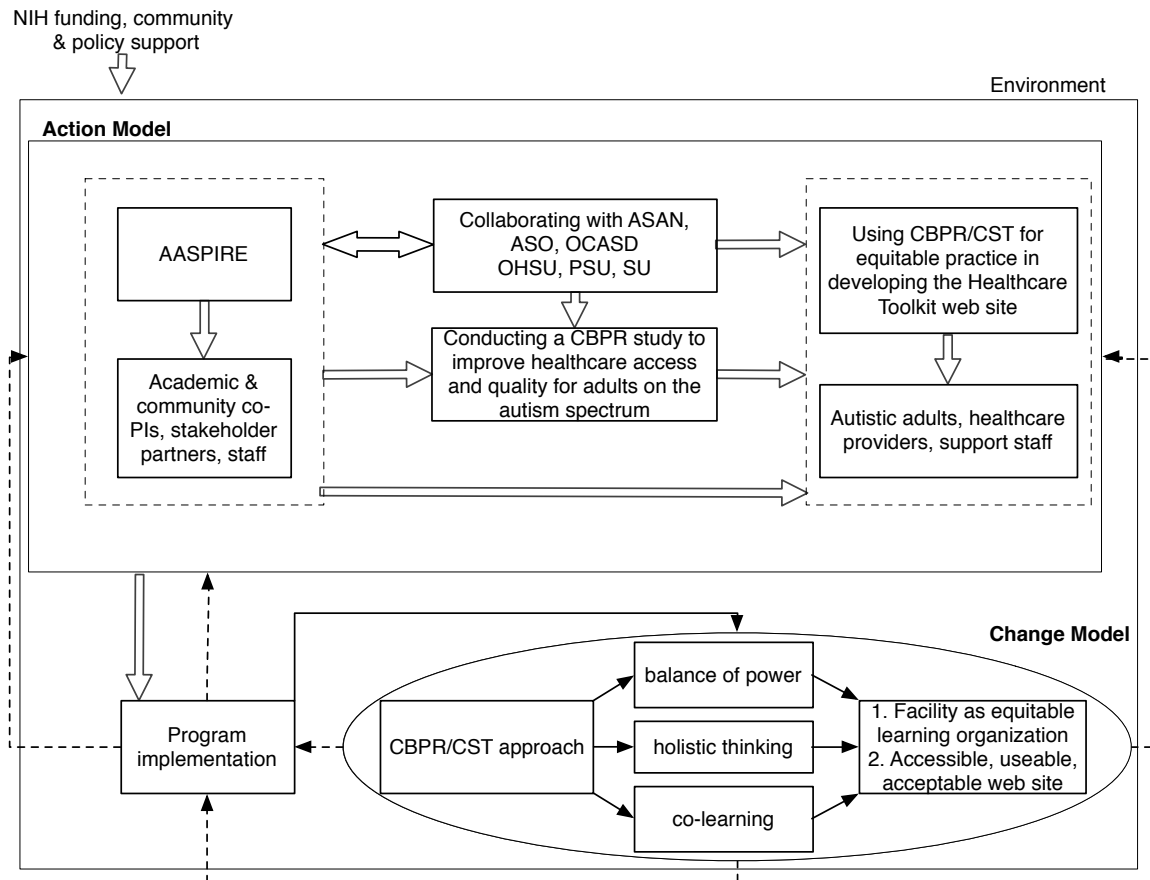 NIH funding, community
& policy support
Environment
Action Model
AASPIRE
Academic &
community co-
PIs, stakeholder
partners, staff
Collaborating with ASAN,
ASO, OCASD
OHSU, PSU, SU
Conducting a CBPR study to
improve healthcare access
and quality for adults on the
autism spectrum
Using CBPR/CST for
equitable practice in
developing the Healthcare
Toolkit web site
Autistic adults, healthcare
providers, support staff
Change Model
Program
implementation
CBPR/CST approach
balance of power
holistic thinking
co-learning
1. Facility as equitable
learning organization
2. Accessible, useable,
acceptable web site